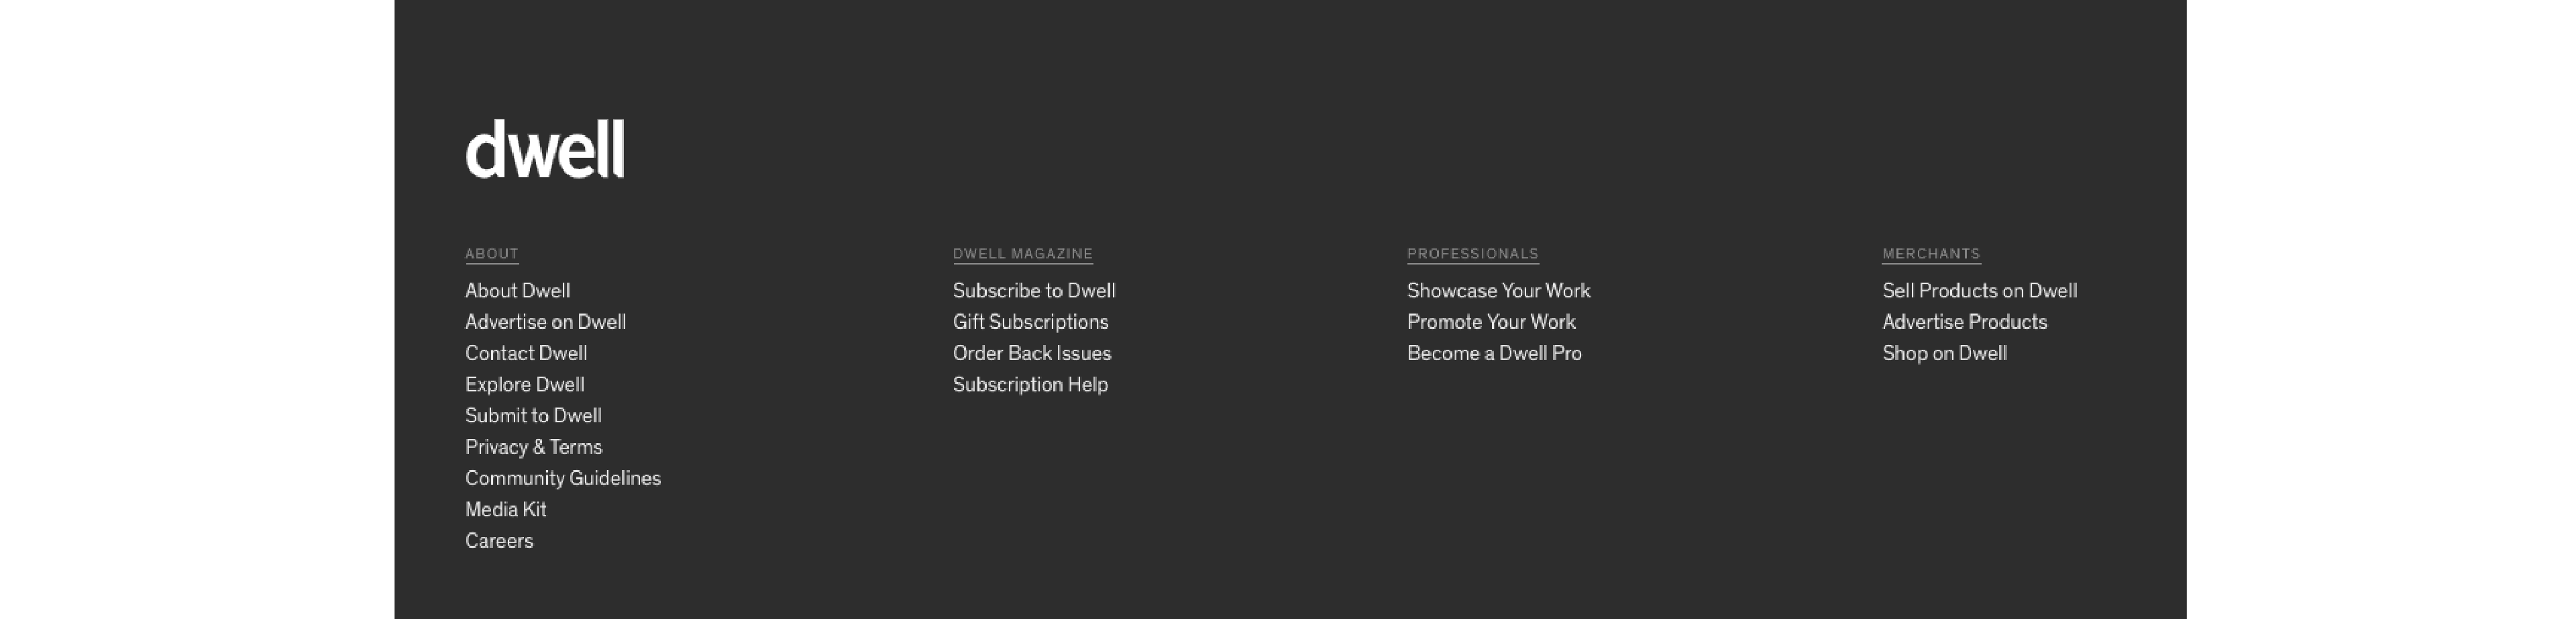 dwell
ABOUT
About Dwell
Advertise on Dwell
Contact Dwell
Explore Dwell
Submit to Dwell
Privacy & Terms
Community Guidelines
Media Kit
Careers
DWELL MAGAZINE
Subscribe to Dwell
Gift Subscriptions
Order Back Issues
Subscription Help
PROFESSIONALS
Showcase Your Work
Promote Your Work
Become a Dwell Pro
MERCHANTS
Sell Products on Dwell
Advertise Products
Shop on Dwell